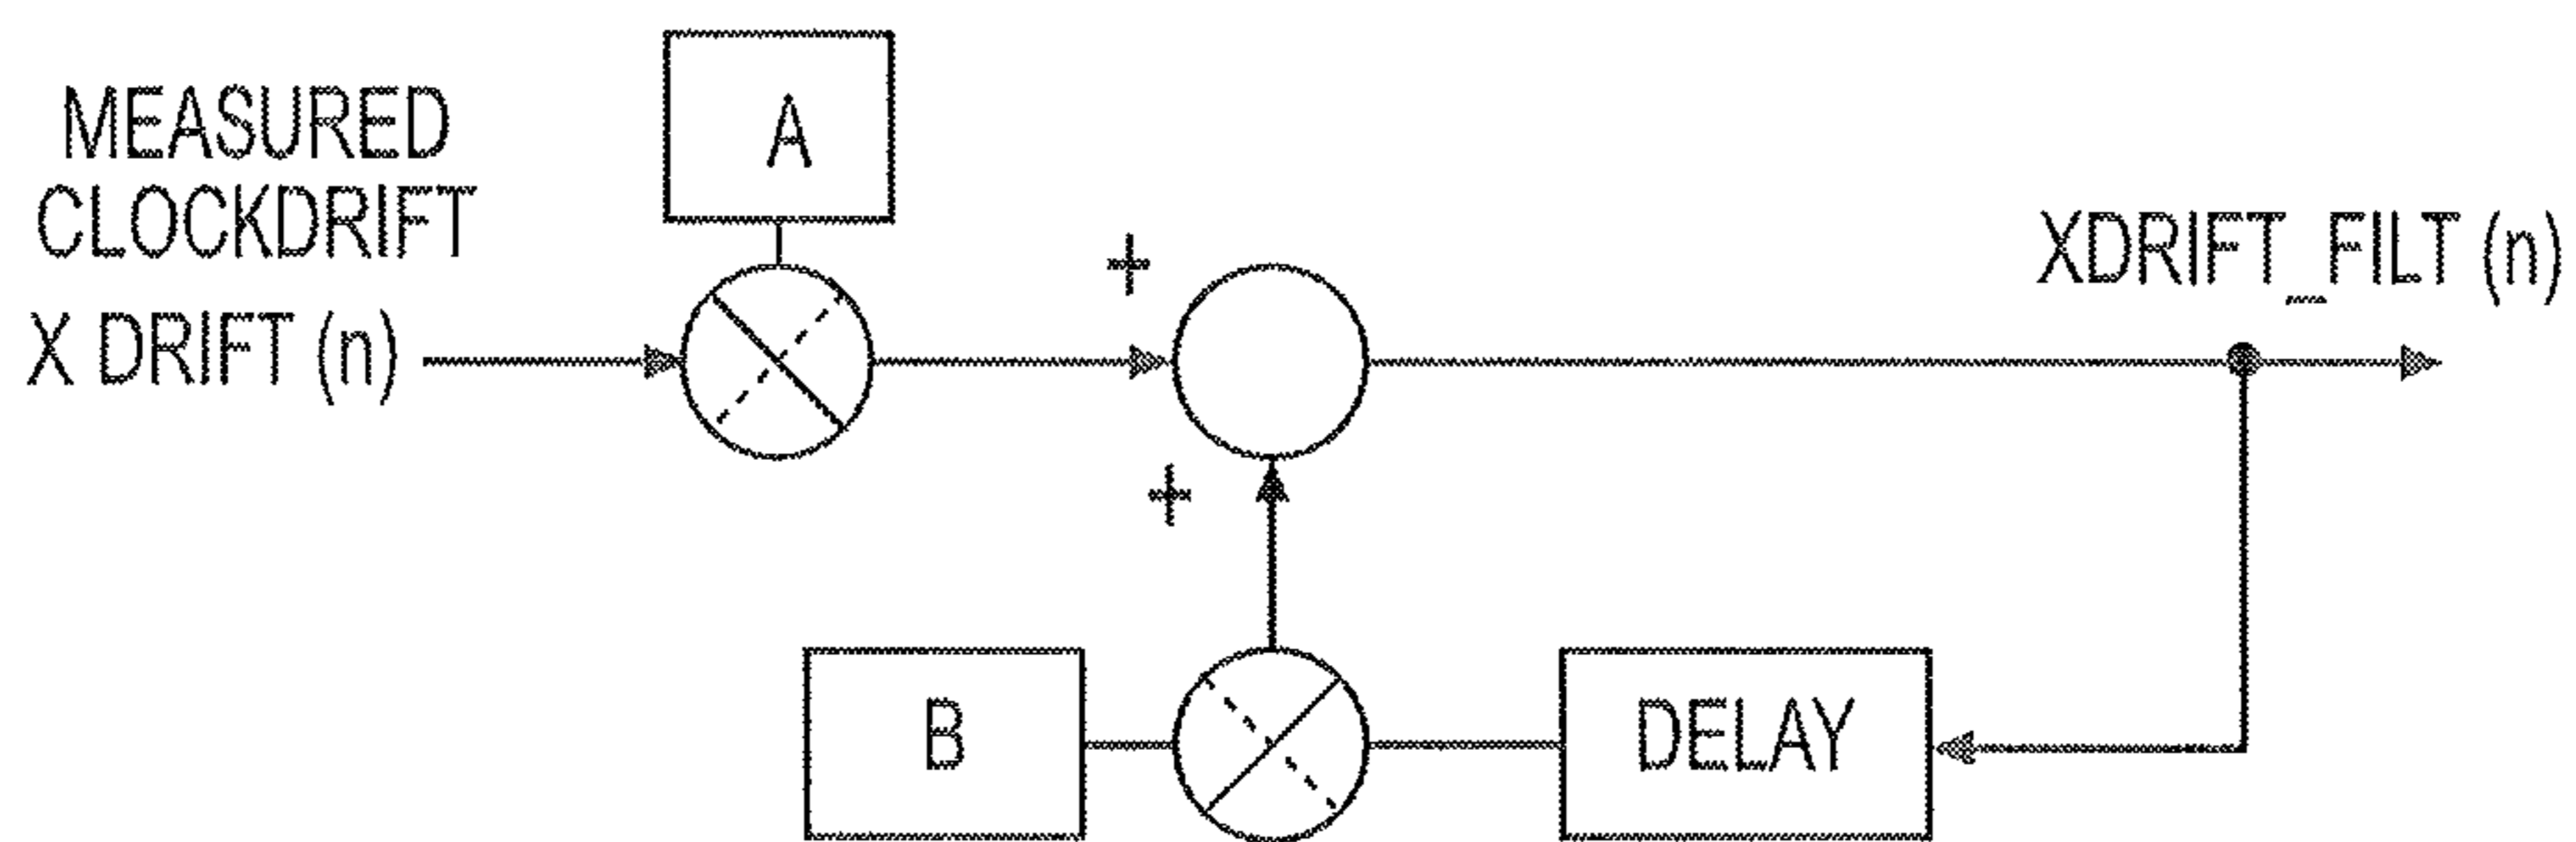 MEASURED
CLOCKDRIFT
X DRIFT (n)
A
+
XDRIFT_FILT (n)
+
B
DELAY